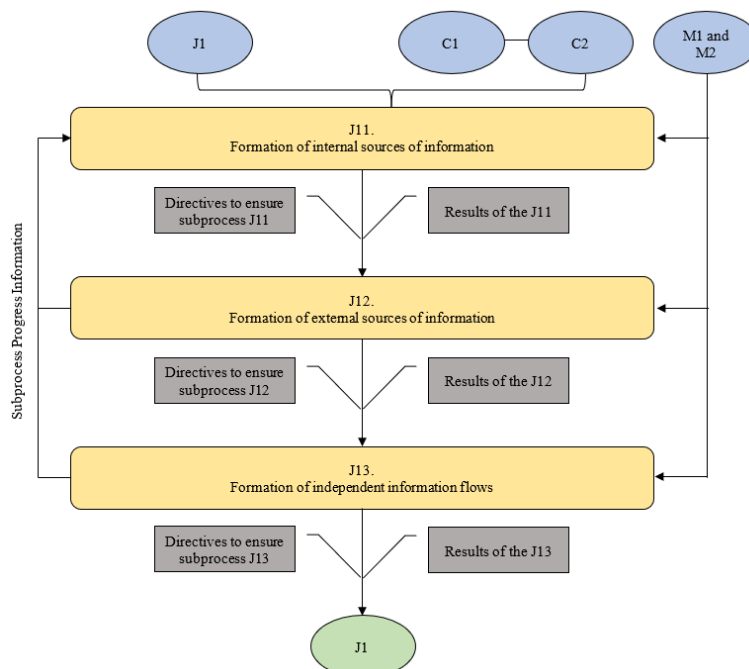 J1
C1
C2
M1 and
M2
J11.
Formation of internal sources of information
Directives to ensure
subprocess J11
Results of the J11
Subprocess Progress Information
J12.
Formation of external sources of information
Directives to ensure
subprocess J12
Results of the J12
J13.
Formation of independent information flows
Directives to ensure
subprocess J13
Results of the J13
J1